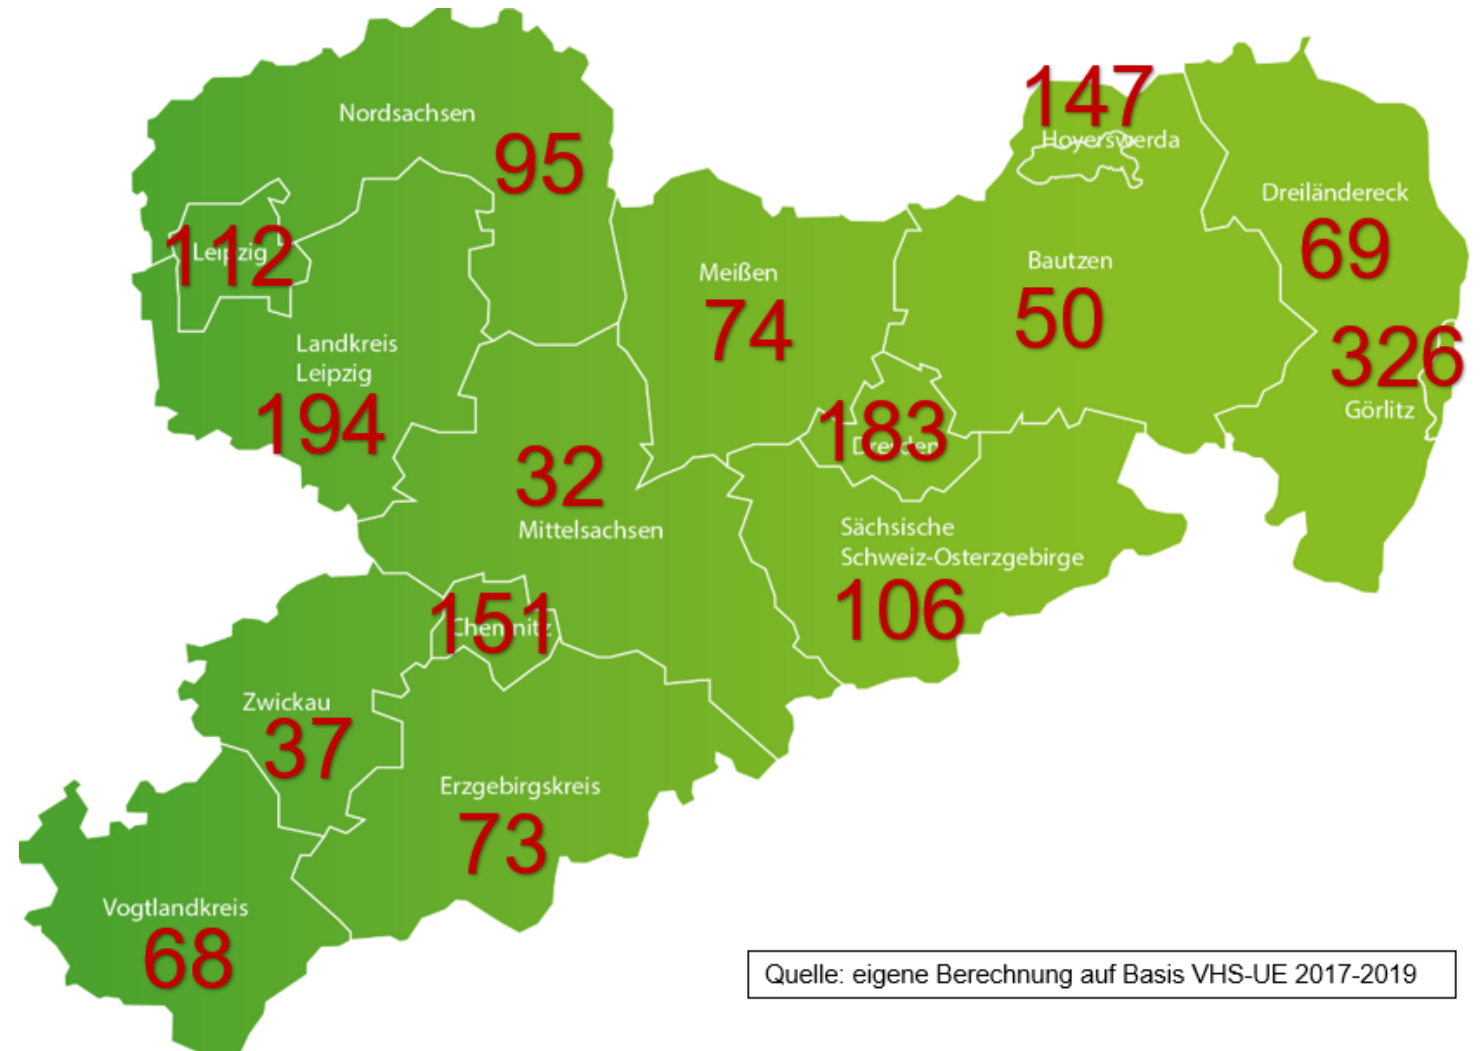 147
Nordsachsen
Hoyerswerda
95
Dreiländereck
69
112
Leipzig
Meißen
74
Bautzen
50
326
Görlitz
Landkreis
Leipzig
194
183
Dresden
32
Mittelsachsen
Sächsische
Schweiz-Osterzgebirge
106
151
Chemnitz
Zwickau
37
Erzgebirgskreis
73
Vogtlandkreis
68
Quelle: eigene Berechnung auf Basis VHS-UE 2017-2019